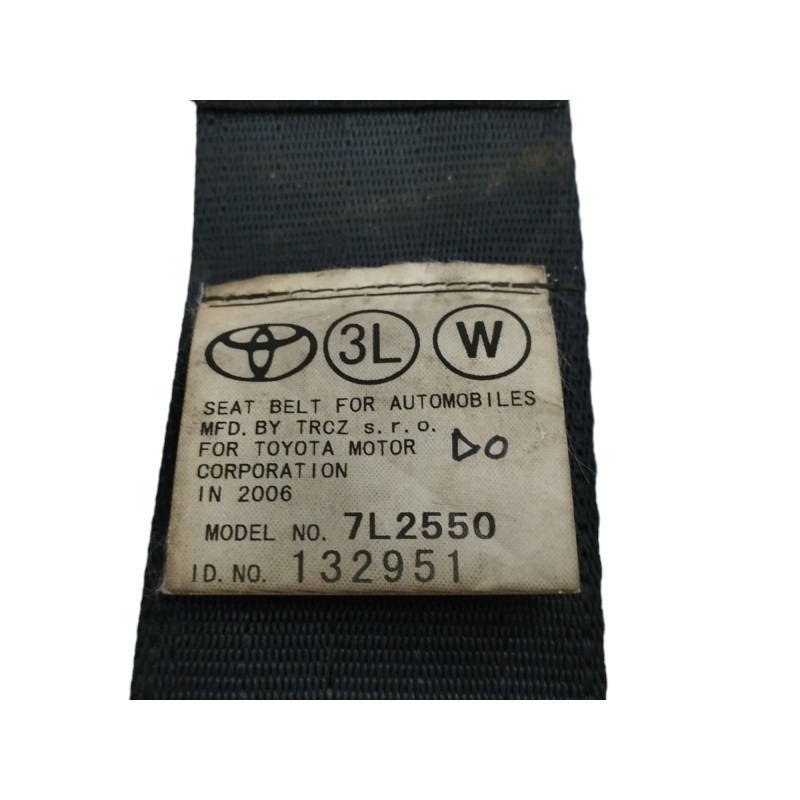 3L W
SEAT BELT FOR AUTOMOBILES
MFD. BY TRCZ s.r.o.
FOR TOYOTA MOTOR DO
CORPORATION
IN 2006
MODEL NO. 7L2550
ID. NO. 132951